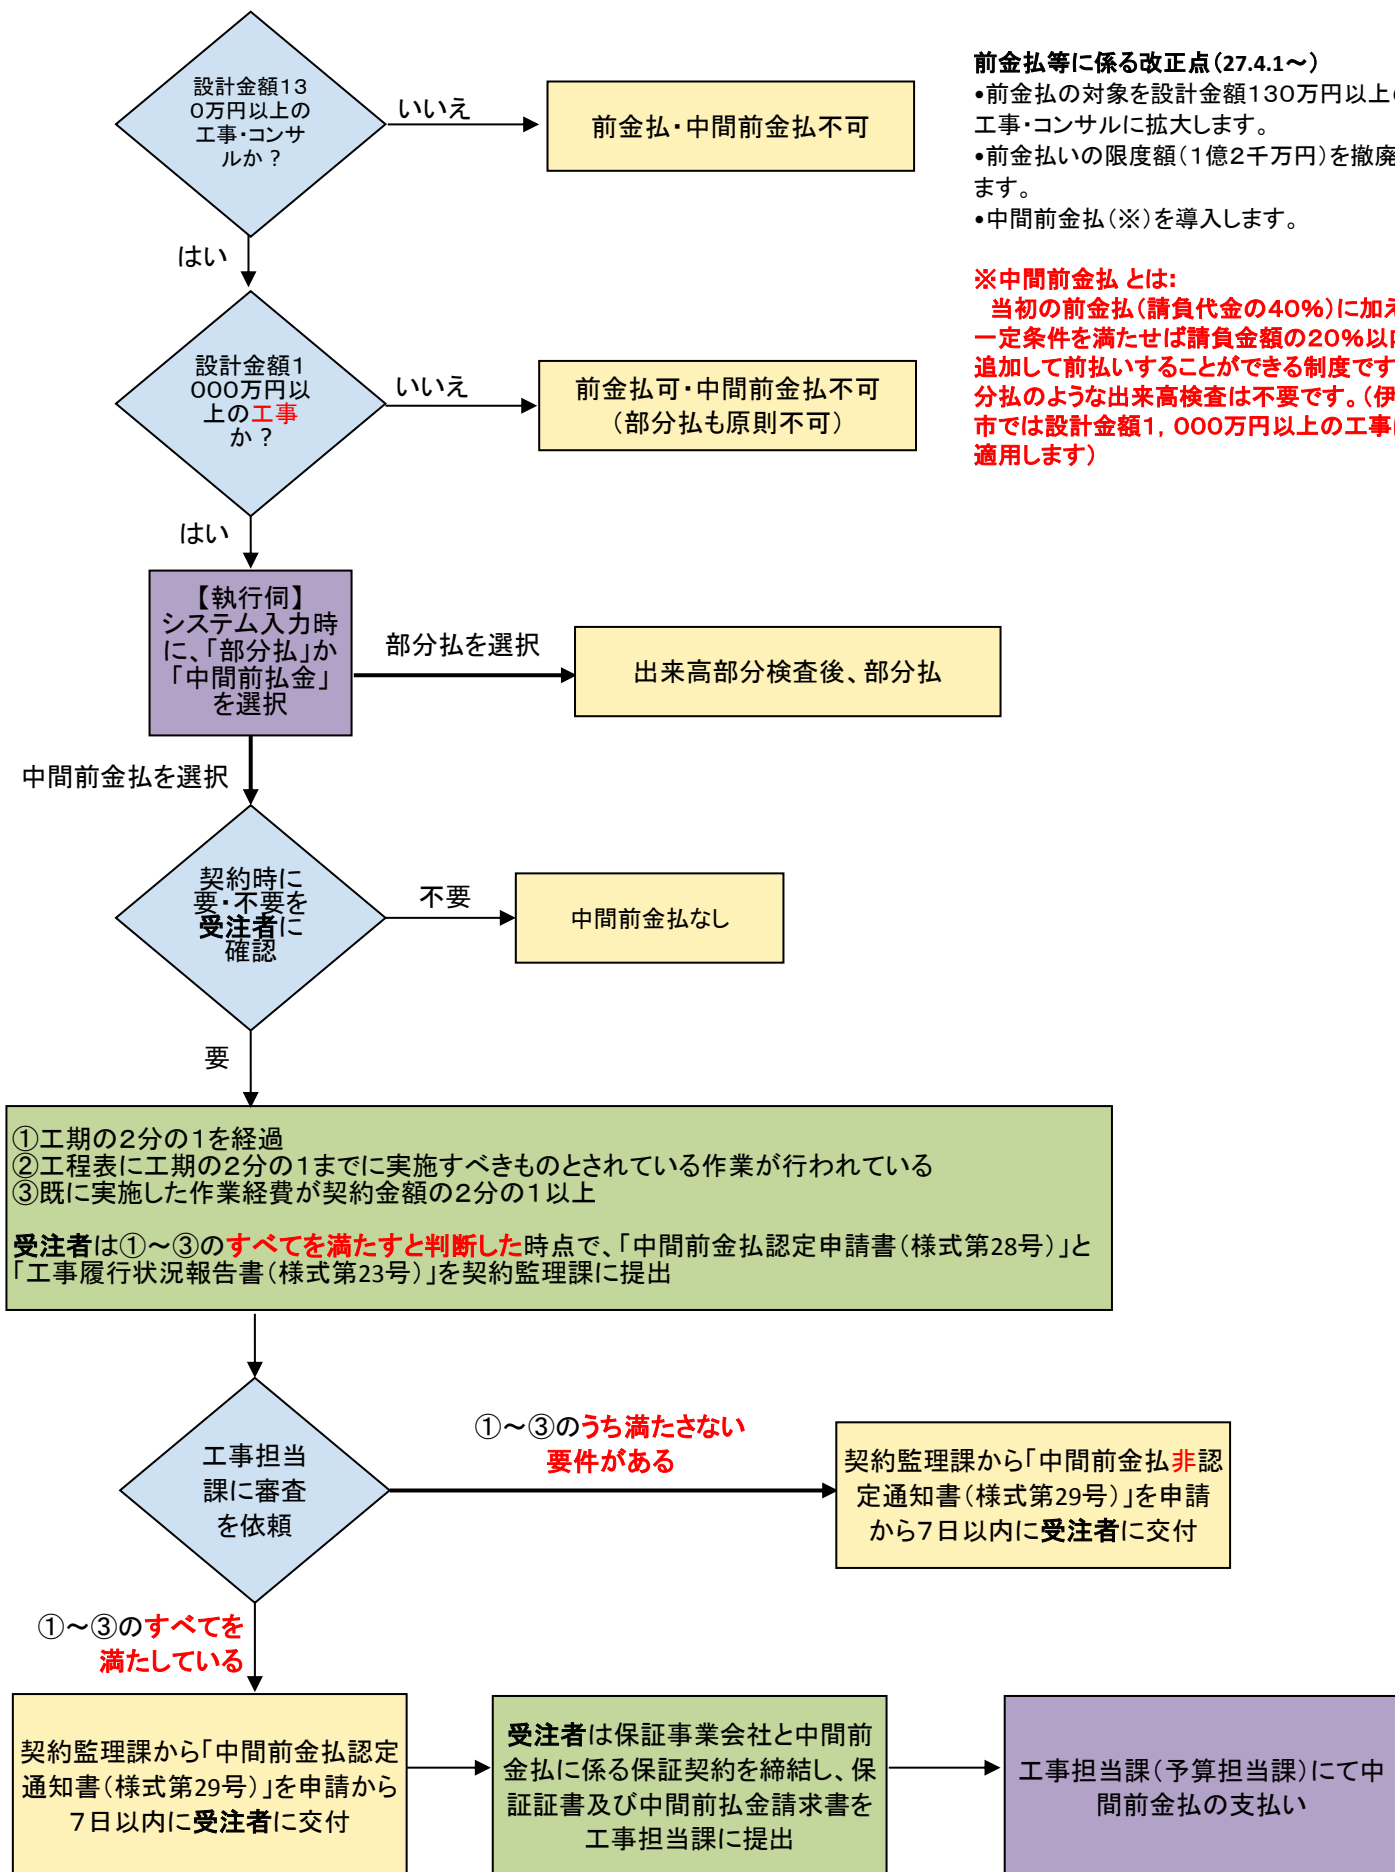 設計金額13
0万円以上の
工事・コンサ
ルか？
いいえ
前金払・中間前金払不可
前金払等に係る改正点（27.4.1～）
•前金払の対象を設計金額130万円以上
工事・コンサルに拡大します。
•前金払いの限度額（1億2千万円）を撤廃
ます。
•中間前金払（※）を導入します。
※中間前金払 とは:
当初の前金払（請負代金の40%）に加え
一定条件を満たせば請負金額の20%以
追加して前払いすることができる制度です
分払のような出来高検査は不要です。（伊
市では設計金額1，000万円以上の工事
適用します）
はい
設計金額1
000万円以
上の工事
か？
いいえ
前金払可・中間前金払不可
（部分払も原則不可）
はい
【執行伺】
システム入力時
に、「部分払」か
「中間前払金」
を選択
部分払を選択
出来高部分検査後、部分払
中間前金払を選択
契約時に
要・不要を
受注者に
確認
不要
中間前金払なし
要
①工期の2分の1を経過
②工程表に工期の2分の1までに実施すべきものとされている作業が行われている
③既に実施した作業経費が契約金額の2分の1以上
受注者は①～③のすべてを満たすと判断した時点で、「中間前金払認定申請書（様式第28号）」と
「工事履行状況報告書（様式第23号）」を契約監理課に提出
工事担当
課に審査
を依頼
①～③のうち満たさない
要件がある
契約監理課から「中間前金払非認
定通知書（様式第29号）」を申請
から7日以内に受注者に交付
①～③のすべてを
満たしている
契約監理課から「中間前金払認定
通知書（様式第29号）」を申請から
7日以内に受注者に交付
受注者は保証事業会社と中間前
金払に係る保証契約を締結し、保
証証書及び中間前払金請求書を
工事担当課に提出
工事担当課（予算担当課）にて中
間前金払の支払い